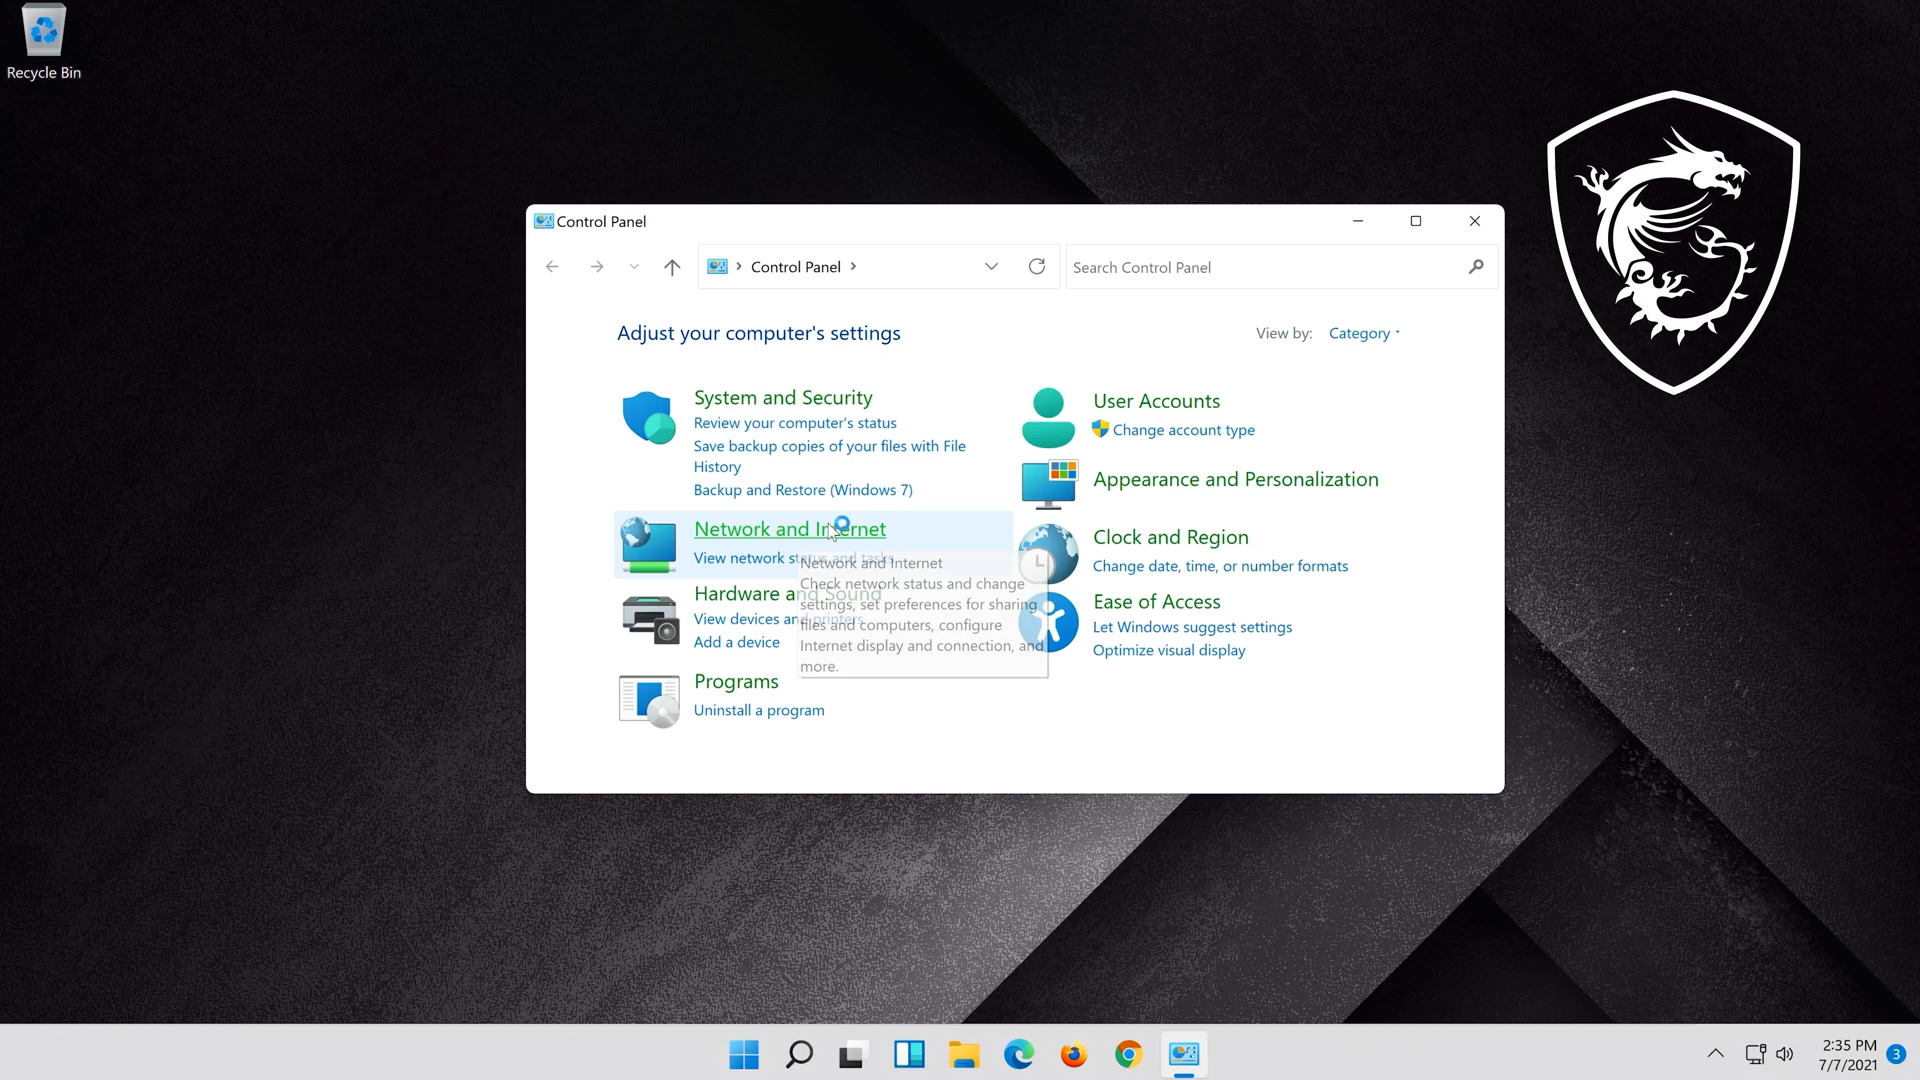 Recycle Bin
Control Panel
Control Panel
Search Control Panel
Adjust your computer's settings
View by: Category
System and Security
Review your computer's status
Save backup copies of your files with File
History
Backup and Restore (Windows 7)
Network and Internet
View network status and tasks
Hardware and Sound
View devices and printers
Add a device
Programs
Uninstall a program
Network and Internet
Check network status and change
settings, set preferences for sharing
files and computers, configure
Internet display and connection, and
more.
User Accounts
Change account type
Appearance and Personalization
Clock and Region
Change date, time, or number formats
Ease of Access
Let Windows suggest settings
Optimize visual display
2:35 PM
7/7/2021
3